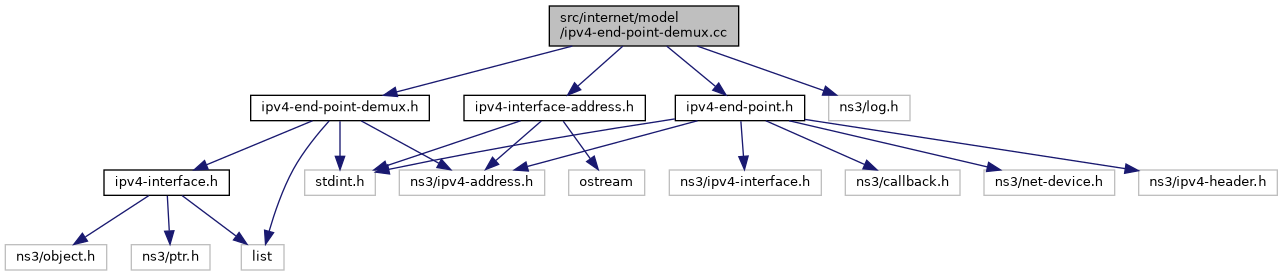 src/internet/model
/ipv4-end-point-demux.cc
ipv4-end-point-demux.h
ipv4-interface-address.h
ipv4-end-point.h
ns3/log.h
ipv4-interface.h
stdint.h
ns3/ipv4-address.h
ostream
ns3/ipv4-interface.h
ns3/callback.h
ns3/net-device.h
ns3/ipv4-header.h
ns3/object.h
ns3/ptr.h
list